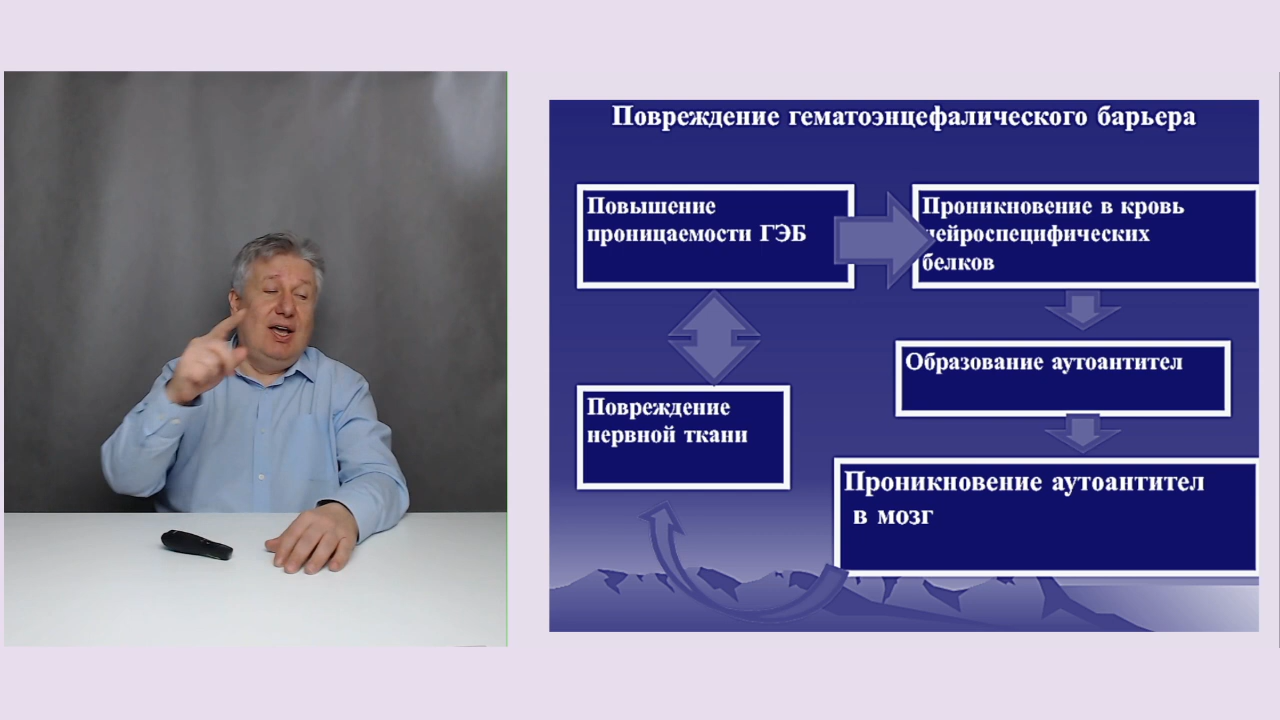 Повреждение гематоэнцефалического барьера
Повышение
проницаемости ГЭБ
Проникновение в кровь
нейроспецифических
белков
Образование аутоантител
Повреждение
нервной ткани
Проникновение аутоантител
в мозг